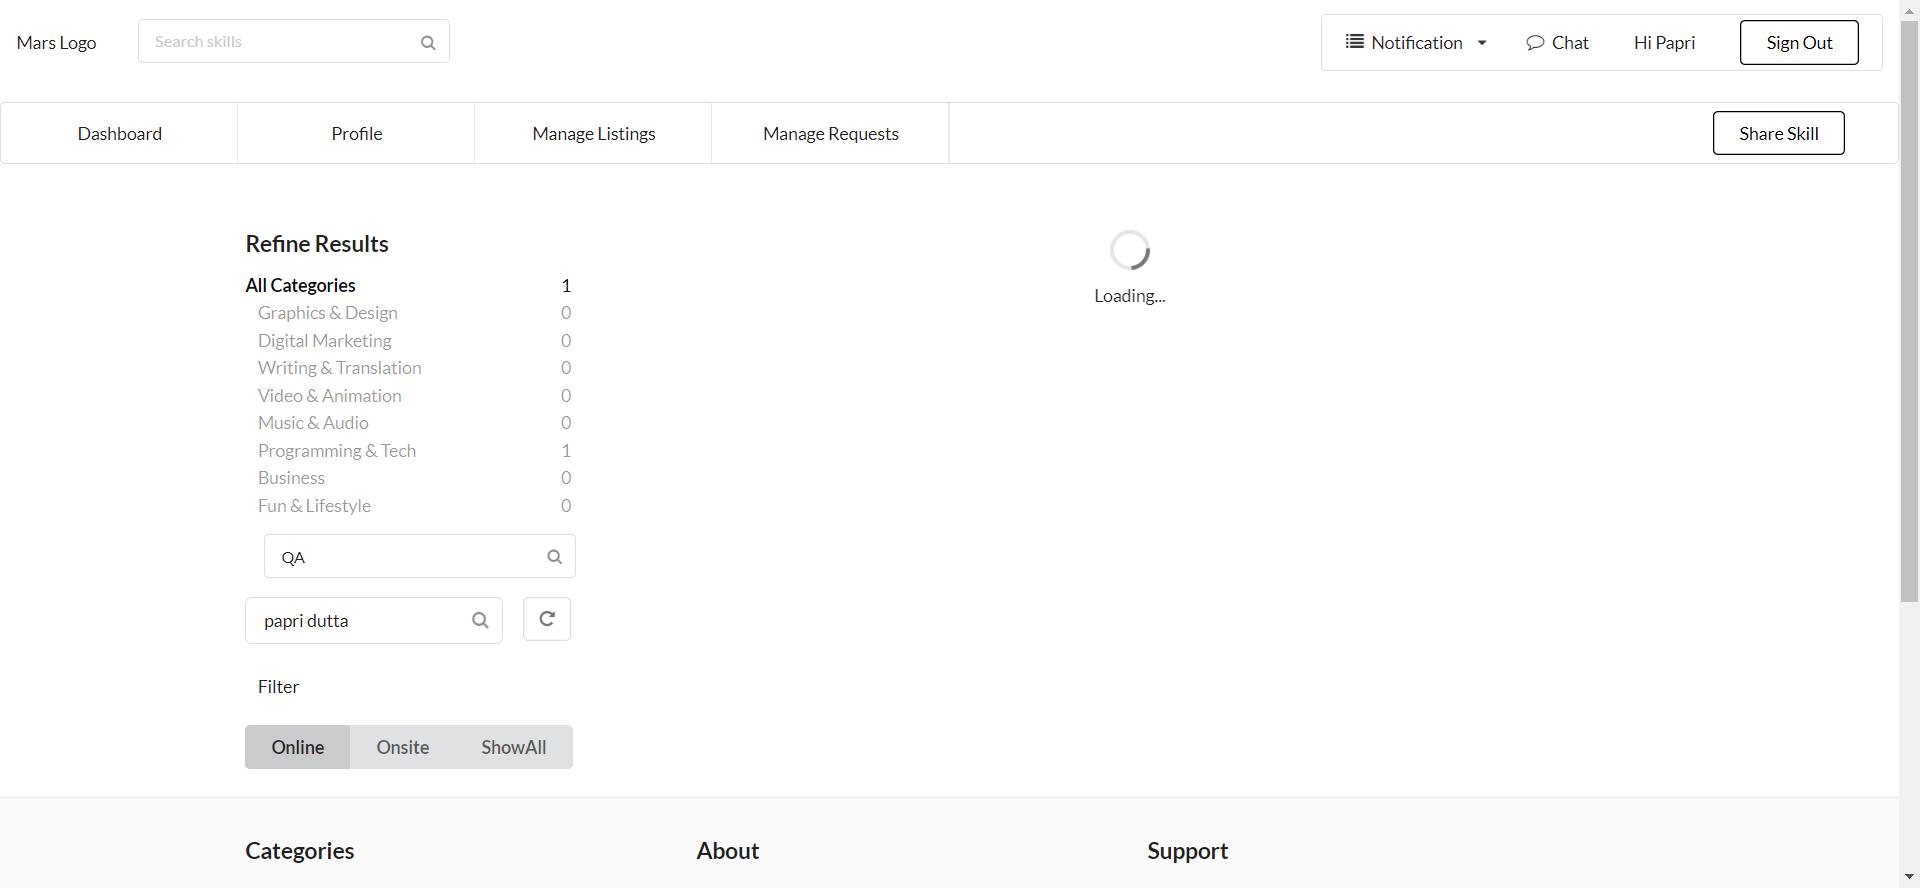 Mars Logo
Search skills
Notification
Chat
Hi Papri
Sign Out
Dashboard
Profile
Manage Listings
Manage Requests
Share Skill
Refine Results
All Categories 1
Graphics & Design 0
Digital Marketing 0
Writing & Translation 0
Video & Animation 0
Music & Audio 0
Programming & Tech 1
Business 0
Fun & Lifestyle 0
QA
papri dutta
Filter
Online Onsite ShowAll
Loading...
Categories
About
Support